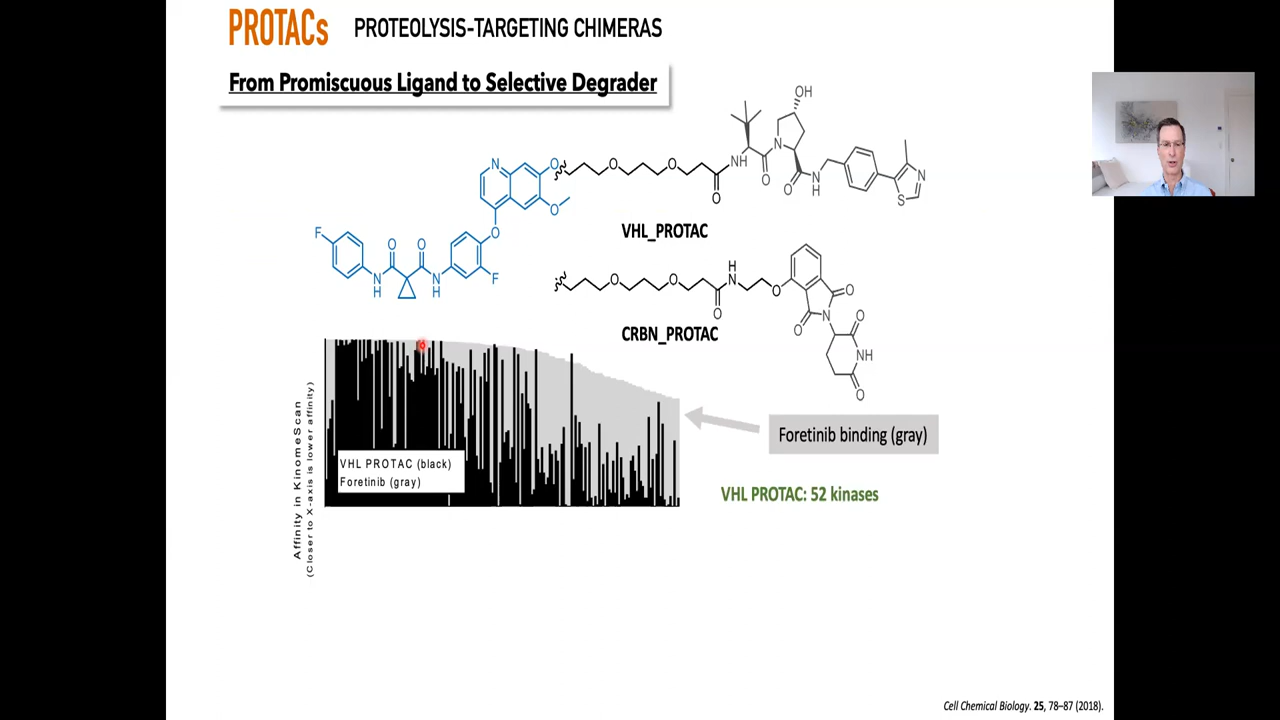 PROTACs PROTEOLYSIS-TARGETING CHIMERAS
From Promiscuous Ligand to Selective Degrader
OH
N
O
O
O
NH
O
N
O
O
NH
N
S
O
O
F
O
O
N
H
N
H
O
F
VHL_PROTAC
O
O
H
N
O
O
O
N
O
O
NH
O
CRBN_PROTAC
Affinity in KinomeScan
(Closer to X-axis is lower affinity)
VHL PROTAC (black)
Foretinib (gray)
Foretinib binding (gray)
VHL PROTAC: 52 kinases
Cell Chemical Biology. 25, 78–87 (2018).